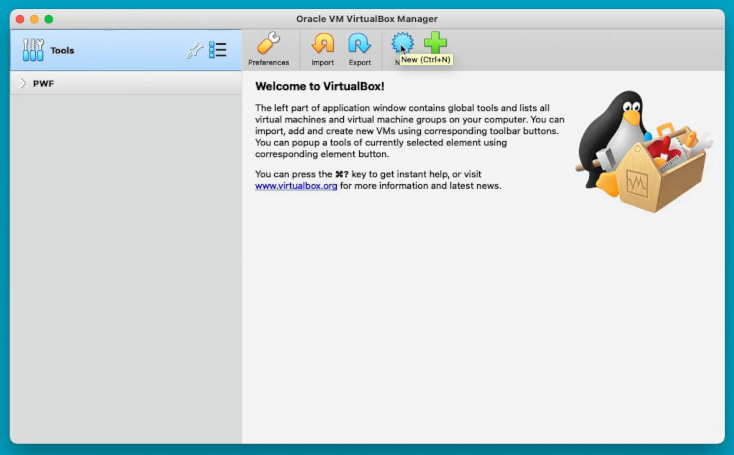 Oracle VM VirtualBox Manager
Tools
Preferences
Import
Export
New (Ctrl+N)
PWF
Welcome to VirtualBox!
The left part of application window contains global tools and lists all
virtual machines and virtual machine groups on your computer. You can
import, add and create new VMs using corresponding toolbar buttons.
You can popup a tools of currently selected element using
corresponding element button.
You can press the ⌘? key to get instant help, or visit
www.virtualbox.org for more information and latest news.